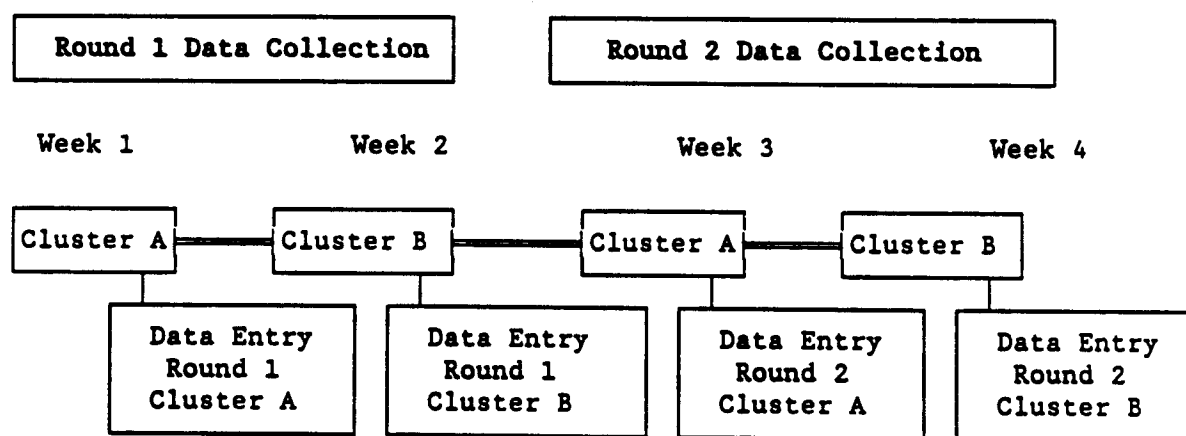 Round 1 Data Collection
Round 2 Data Collection
Week 1
Week 2
Week 3
Week 4
Cluster A
Cluster B
Cluster A
Cluster B
Data Entry
Round 1
Cluster A
Data Entry
Round 1
Cluster B
Data Entry
Round 2
Cluster A
Data Entry
Round 2
Cluster B